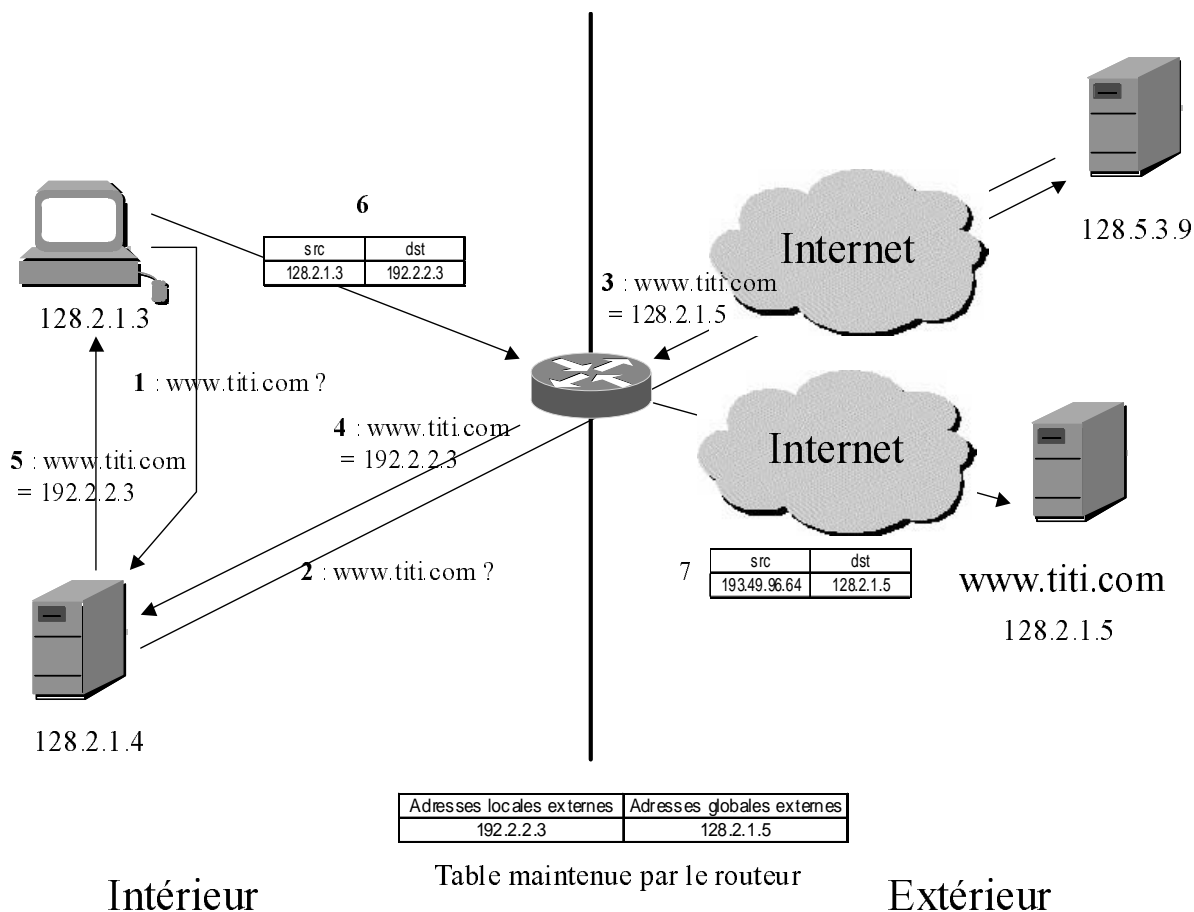 128.5.3.9
6
src dst
128.2.1.3 192.2.2.3
Internet
3 : www.titi.com
= 128.2.1.5
128.2.1.3
1 : www.titi.com ?
4 : www.titi.com
= 192.2.2.3
5 : www.titi.com
= 192.2.2.3
Internet
2 : www.titi.com ?
7
src dst
193.49.96.64 128.2.1.5
www.titi.com
128.2.1.5
128.2.1.4
Adresses locales externes Adresses globales externes
192.2.2.3 128.2.1.5
Table maintenue par le routeur
Intérieur
Extérieur